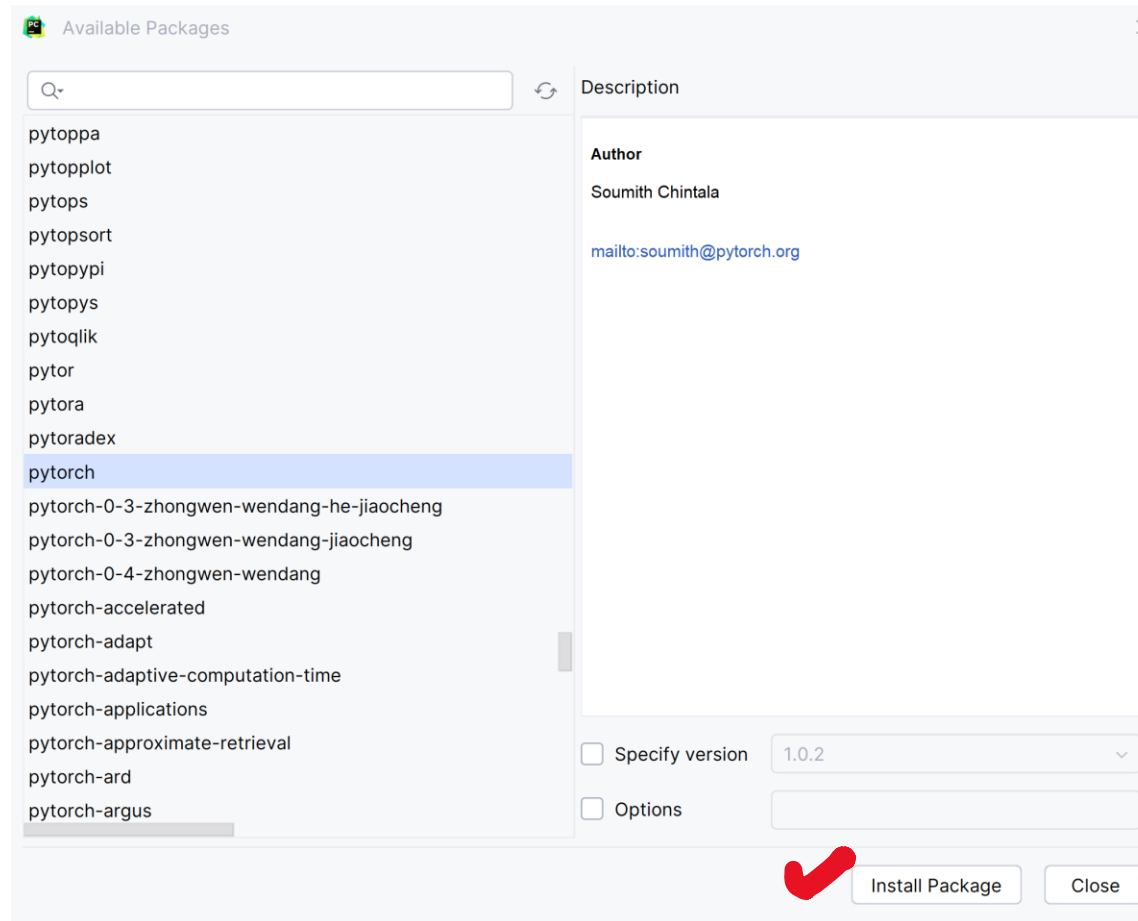 PC
Available Packages
Description
pytoppa
pytopplot
pytops
pytopsort
pytopypi
pytopys
pytoqlik
pytor
pytora
pytoradex
pytorch
pytorch-0-3-zhongwen-wendang-he-jiaocheng
pytorch-0-3-zhongwen-wendang-jiaocheng
pytorch-0-4-zhongwen-wendang
pytorch-accelerated
pytorch-adapt
pytorch-adaptive-computation-time
pytorch-applications
pytorch-approximate-retrieval
pytorch-ard
pytorch-argus
Author
Soumith Chintala
mailto:soumith@pytorch.org
Specify version 1.0.2
Options
Install Package Close